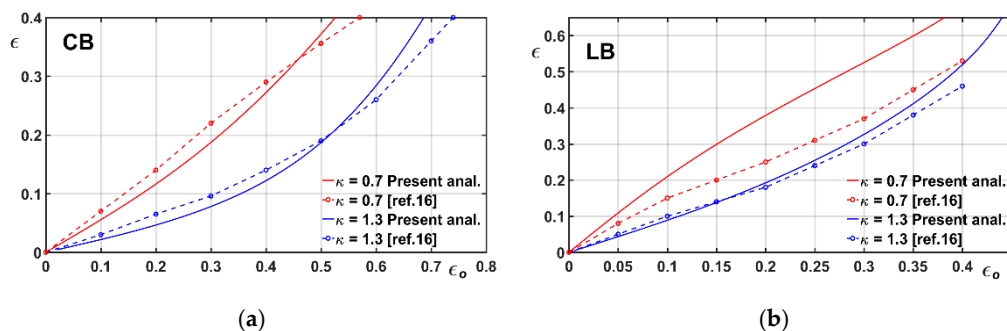 0.4
0.3
0.2
0.1
0
ϵ
CB
κ = 0.7 Present anal.
κ = 0.7 [ref.16]
κ = 1.3 Present anal.
κ = 1.3 [ref.16]
0 0.1 0.2 0.3 0.4 0.5 0.6 0.7 0.8
ϵo
(a)
0.6
0.5
0.4
0.3
0.2
0.1
0
ϵ
LB
κ = 0.7 Present anal.
κ = 0.7 [ref.16]
κ = 1.3 Present anal.
κ = 1.3 [ref.16]
0 0.05 0.1 0.15 0.2 0.25 0.3 0.35 0.4
ϵo
(b)